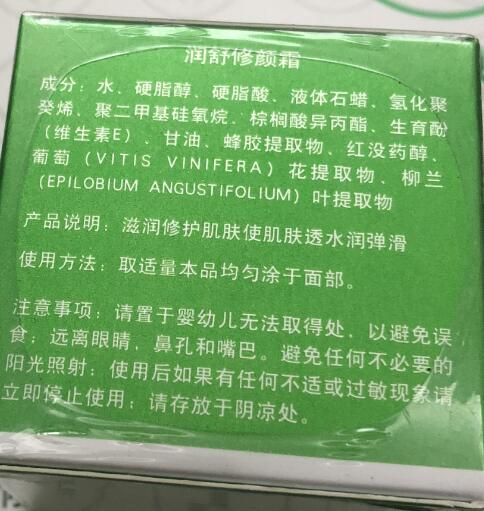 润舒修颜霜
成分：水、硬脂醇、硬脂酸、液体石蜡、氢化聚
癸烯、聚二甲基硅氧烷、棕榈酸异丙酯、生育酚
（维生素E）、甘油、蜂胶提取物、红没药醇、
葡萄（VITIS VINIFERA）花提取物、柳兰
（EPILOBIUM ANGUSTIFOLIUM）叶提取物
产品说明：滋润修护肌肤使肌肤透水润弹滑
使用方法：取适量本品均匀涂于面部。
注意事项：请置于婴幼儿无法取得处，以避免误
食；远离眼睛，鼻孔和嘴巴。避免任何不必要的
阳光照射；使用后如果有任何不适或过敏现象请
立即停止使用；请存放于阴凉处。